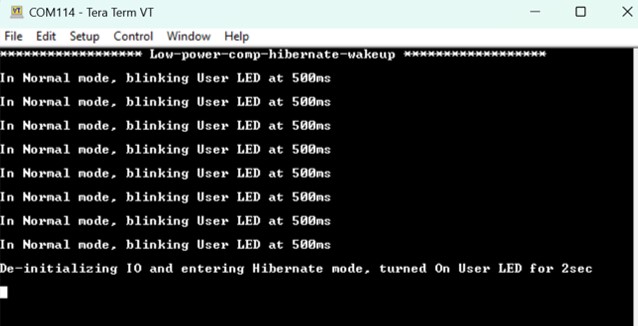 COM114 - Tera Term VT
File Edit Setup Control Window Help
****************** Low-power-comp-hibernate-wakeup ******************
In Normal mode, blinking User LED at 500ms
In Normal mode, blinking User LED at 500ms
In Normal mode, blinking User LED at 500ms
In Normal mode, blinking User LED at 500ms
In Normal mode, blinking User LED at 500ms
In Normal mode, blinking User LED at 500ms
In Normal mode, blinking User LED at 500ms
In Normal mode, blinking User LED at 500ms
De-initializing IO and entering Hibernate mode, turned On User LED for 2sec